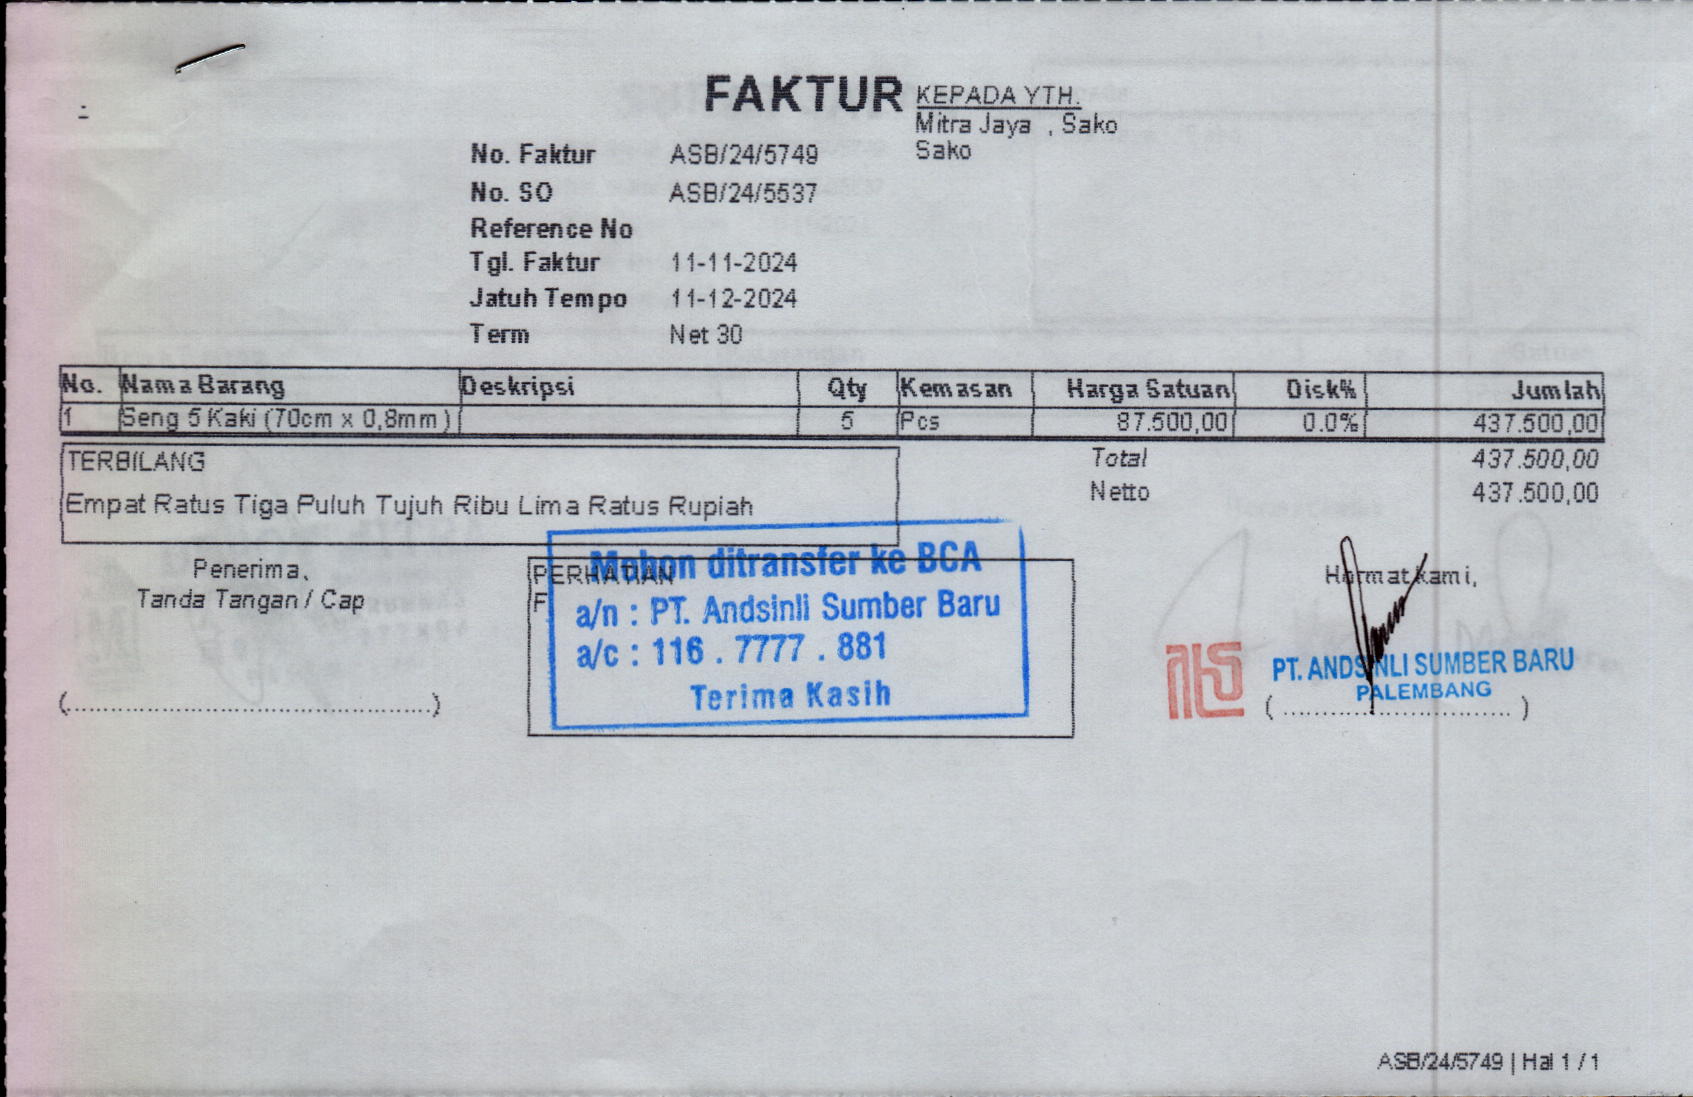 FAKTUR
KEPADA YTH.
Mitra Jaya , Sako
Sako
No. Faktur ASB/24/5749
No. SO ASB/24/5537
Reference No
Tgl. Faktur 11-11-2024
Jatuh Tempo 11-12-2024
Term Net 30
No. Nama Barang Deskripsi Qty Kemasan Harga Satuan Disk% Jumlah
1 Seng 5 Kaki (70cm x 0,8mm) 5 Pcs 87.500,00 0.0% 437.500,00
TERBILANG
Empat Ratus Tiga Puluh Tujuh Ribu Lima Ratus Rupiah
Total 437.500,00
Netto 437.500,00
Penerima,
Tanda Tangan / Cap
(............................................)
PERHATIAN
F
Mohon ditransfer ke BCA
a/n : PT. Andsinli Sumber Baru
a/c : 116 . 7777 . 881
Terima Kasih
Hormat kami,
PT. ANDSINLI SUMBER BARU
PALEMBANG
( ............................ )
ASB/24/5749 | Hal 1 / 1